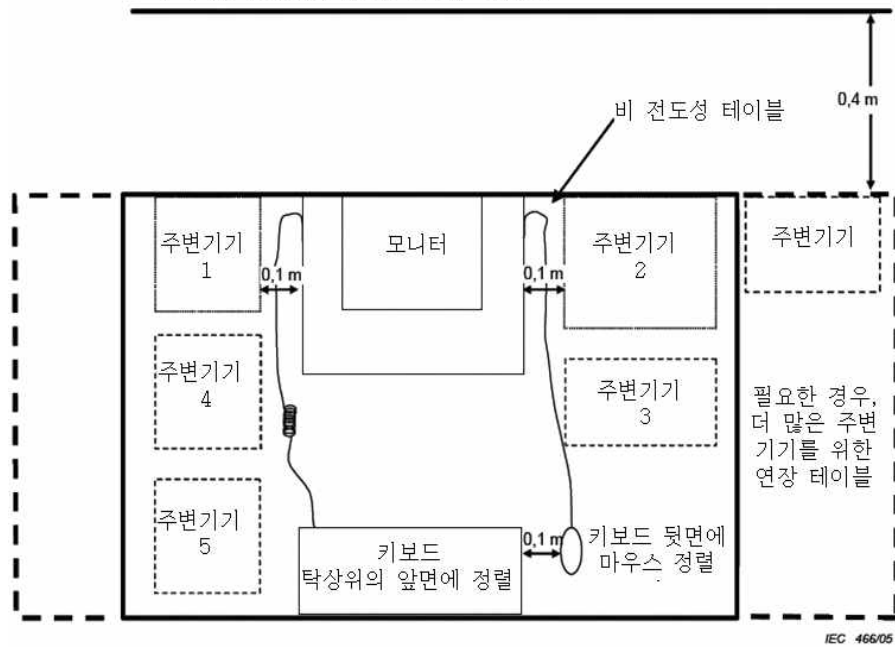 0,4 m
비 전도성 테이블
주변기기
1
0,1 m
모니터
0,1 m
주변기기
2
주변기기
주변기기
4
주변기기
3
필요한 경우,
더 많은 주변
기기를 위한
연장 테이블
주변기기
5
키보드
탁상위의 앞면에 정렬
0,1 m
키보드 뒷면에
마우스 정렬
IEC 466/05